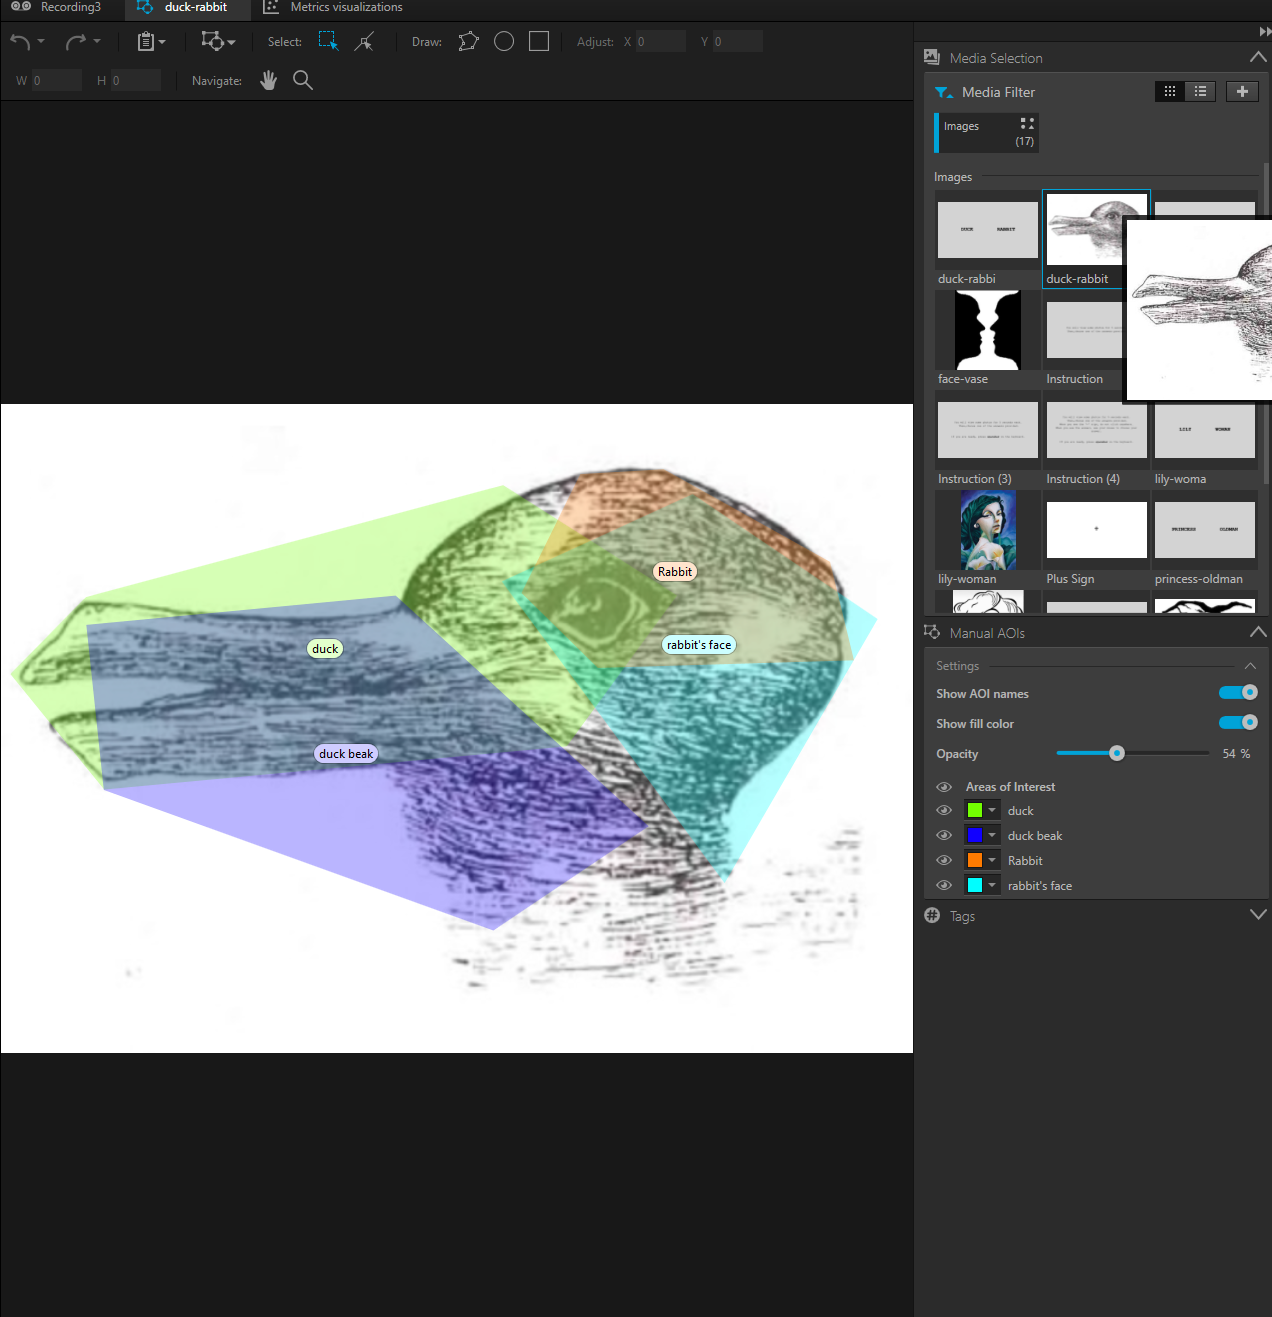 Recording3
duck-rabbit
Metrics visualizations
Select:
Draw:
Adjust: X 0 Y 0
W 0 H 0 Navigate:
Media Selection
Media Filter
Images
(17)
Images
DUCK RABBIT
duck-rabbi
duck-rabbit
face-vase
Instruction
Instruction (3)
Instruction (4)
LILY WOMAN
lily-woma
lily-woman
Plus Sign
PRINCESS OLDMAN
princess-oldman
Rabbit
rabbit's face
duck
duck beak
Manual AOIs
Settings
Show AOI names
Show fill color
Opacity 54 %
Areas of Interest
duck
duck beak
Rabbit
rabbit's face
Tags